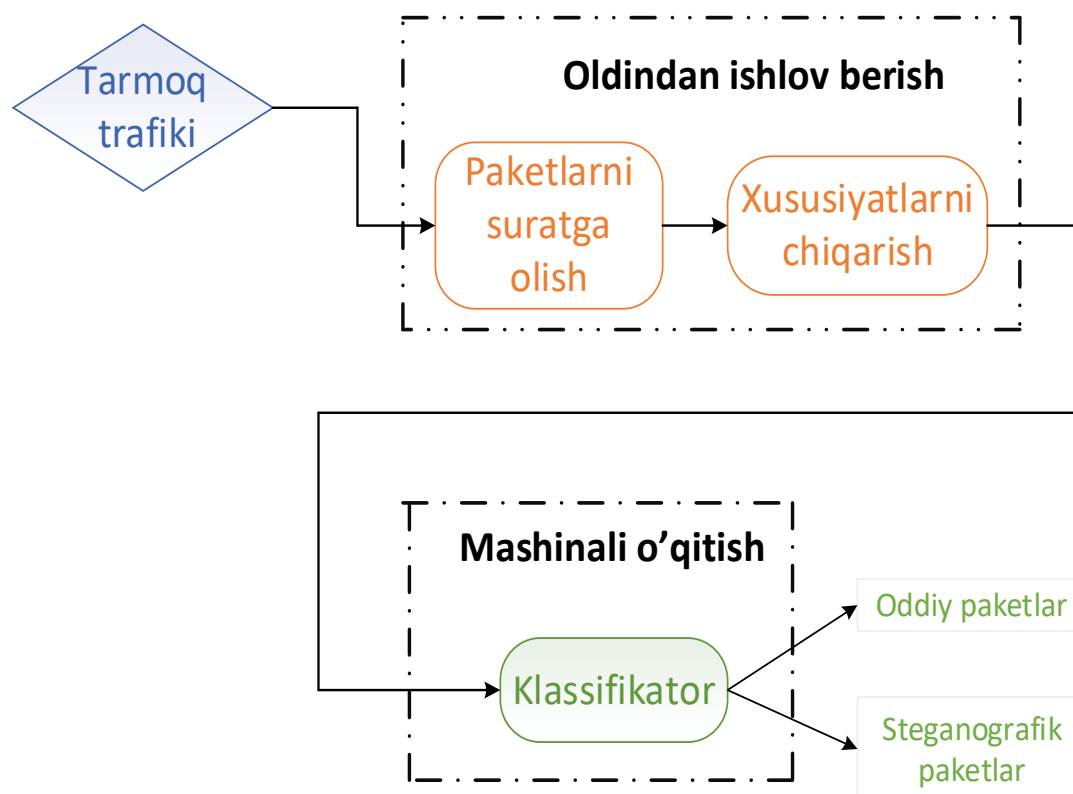 Tarmoq
trafiki
Oldindan ishlov berish
Paketlarni
suratga
olish
Xususiyatlarni
chiqarish
Mashinali o’qitish
Klassifikator
Oddiy paketlar
Steganografik
paketlar